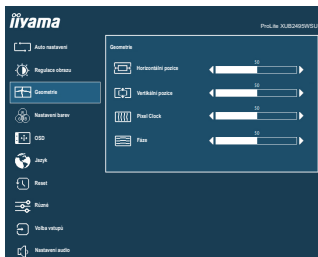 iiyama
ProLite XUB2495WSU
Auto nastavení
Regulace obrazu
Geometrie
Nastavení barev
OSD
Jazyk
Reset
Různé
Volba vstupů
Nastavení audio
Geometrie
Horizontální pozice
50
Vertikální pozice
50
Pixel Clock
50
Fáze
50